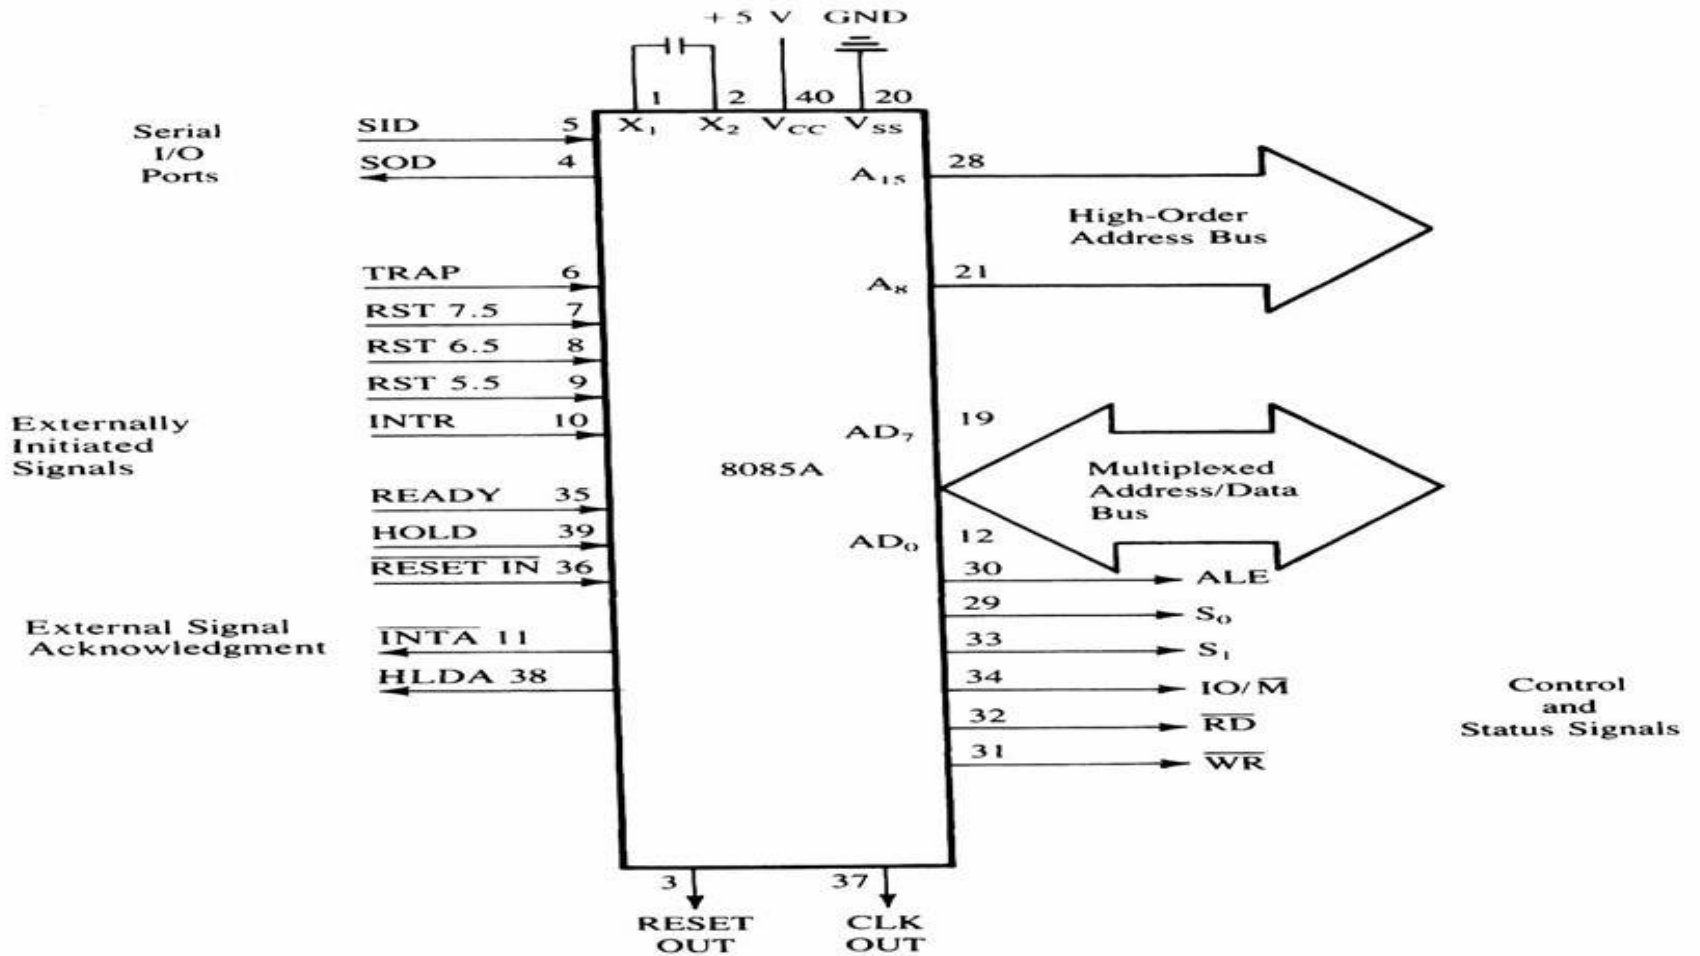 + 5 V GND
1 2 40 20
X1 X2 VCC VSS
Serial
I/O
Ports
SID 5
SOD 4
TRAP 6
RST 7.5 7
RST 6.5 8
RST 5.5 9
INTR 10
Externally
Initiated
Signals
READY 35
HOLD 39
RESET IN 36
External Signal
Acknowledgment
INTA 11
HLDA 38
8085A
A15 28
High-Order
Address Bus
A8 21
AD7 19
Multiplexed
Address/Data
Bus
AD0 12
30 ALE
29 S0
33 S1
34 IO/M
32 RD
31 WR
Control
and
Status Signals
3 37
RESET
OUT
CLK
OUT